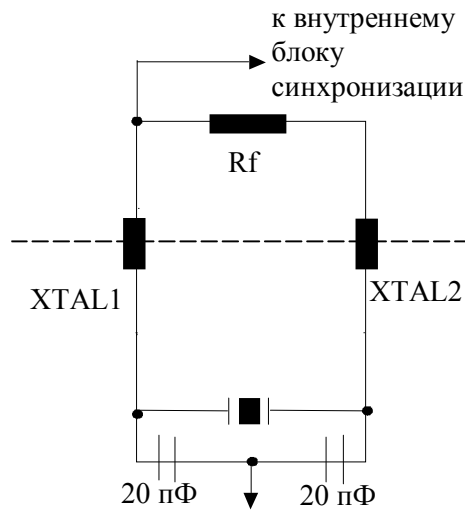 к внутреннему
блоку
синхронизации
Rf
XTAL1
XTAL2
20 пФ
20 пФ